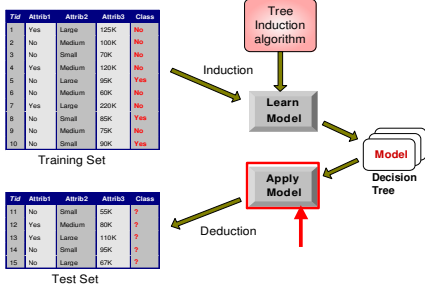 Tid Attrib1 Attrib2 Attrib3 Class
1 Yes Large 125K No
2 No Medium 100K No
3 No Small 70K No
4 Yes Medium 120K No
5 No Large 95K Yes
6 No Medium 60K No
7 Yes Large 220K No
8 No Small 85K Yes
9 No Medium 75K No
10 No Small 90K Yes
Training Set
Tree
Induction
algorithm
Induction
Learn
Model
Model
Decision
Tree
Apply
Model
Deduction
Tid Attrib1 Attrib2 Attrib3 Class
11 No Small 55K ?
12 Yes Medium 80K ?
13 Yes Large 110K ?
14 No Small 95K ?
15 No Large 67K ?
Test Set